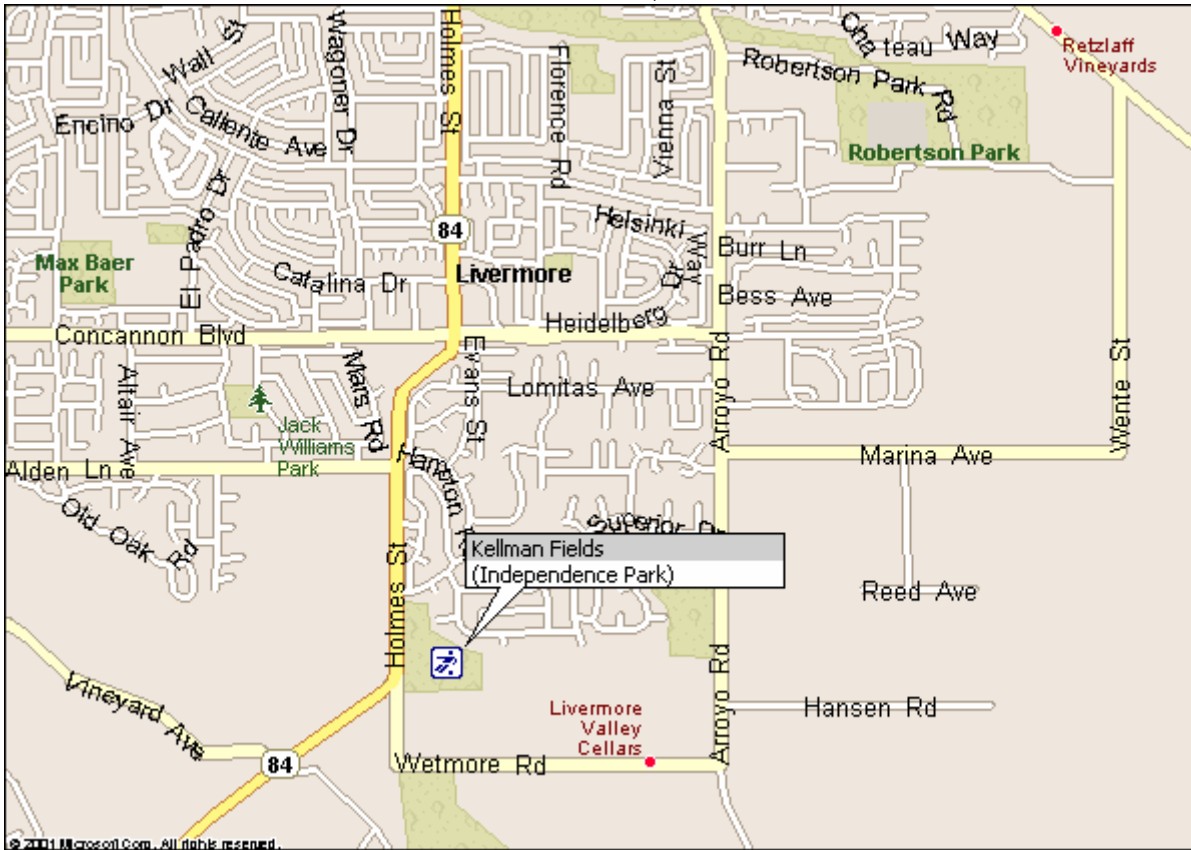 Wall St
Wagoner Dr
Holmes St
Florence Rd
Vienna St
Chateau Way
Robertson Park Rd
Retzlaff
Vineyards
Encino Dr
Caliente Ave
Robertson Park
El Padro Dr
84
Helsinki Way
Burr Ln
Max Baer
Park
Catalina Dr
Livermore
Dr
Bess Ave
Concannon Blvd
Heidelberg
Altair Ave
Mars Rd
Evans St
Lomitas Ave
Arroyo Rd
Wente St
Jack
Williams
Park
Alden Ln
Hampton
Marina Ave
Old Oak Rd
Superior Dr
Kellman Fields
(Independence Park)
Holmes St
Reed Ave
Vineyard Ave
Arroyo Rd
Livermore
Valley
Cellars
Hansen Rd
84
Wetmore Rd
© 2001 Microsoft Corp. All rights reserved.